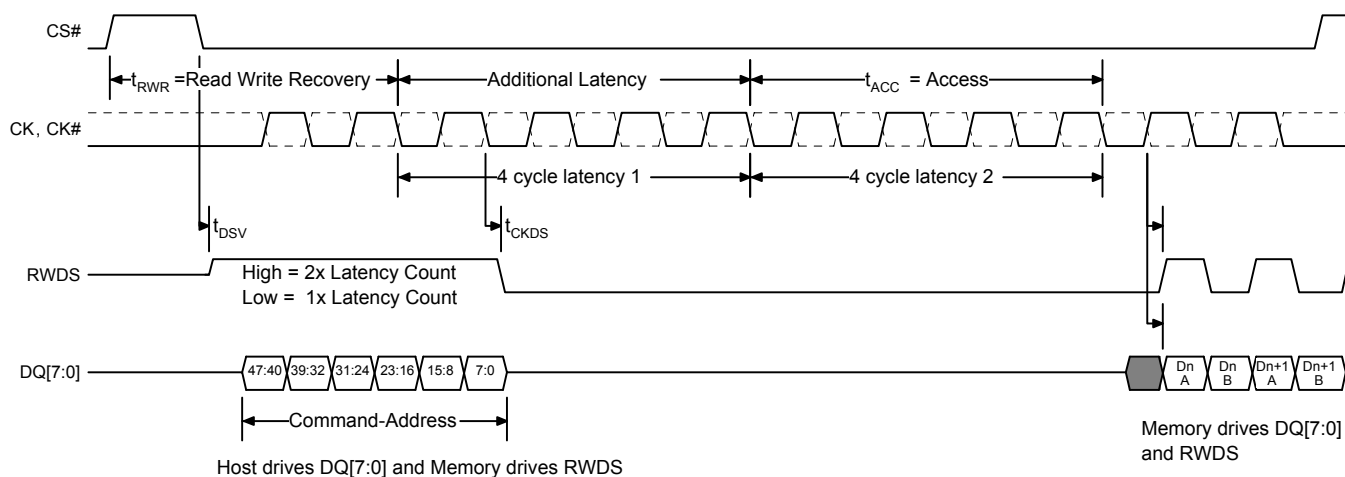 CS#
tRWR =Read Write Recovery
Additional Latency
tACC = Access
CK, CK#
4 cycle latency 1
4 cycle latency 2
tDSV
tCKDS
RWDS
High = 2x Latency Count
Low = 1x Latency Count
DQ[7:0]
47:40
39:32
31:24
23:16
15:8
7:0
Dn
A
Dn
B
Dn+1
A
Dn+1
B
Command-Address
Memory drives DQ[7:0]
and RWDS
Host drives DQ[7:0] and Memory drives RWDS